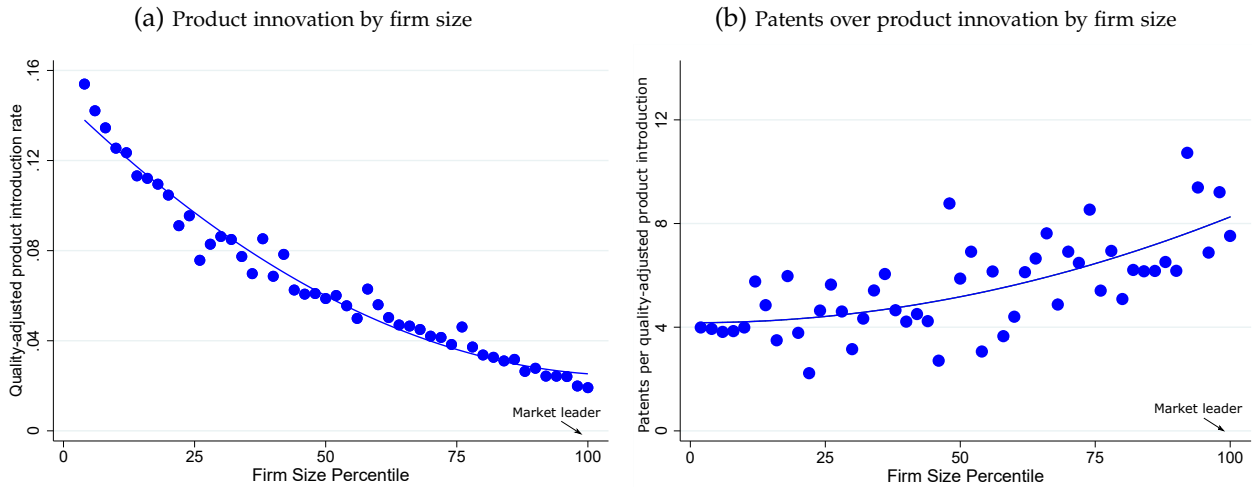 (a) Product innovation by firm size
Quality-adjusted product introduction rate
.16
.12
.08
.04
0
Market leader
0 25 50 75 100
Firm Size Percentile
(b) Patents over product innovation by firm size
Patents per quality-adjusted product introduction
12
8
4
0
Market leader
0 25 50 75 100
Firm Size Percentile